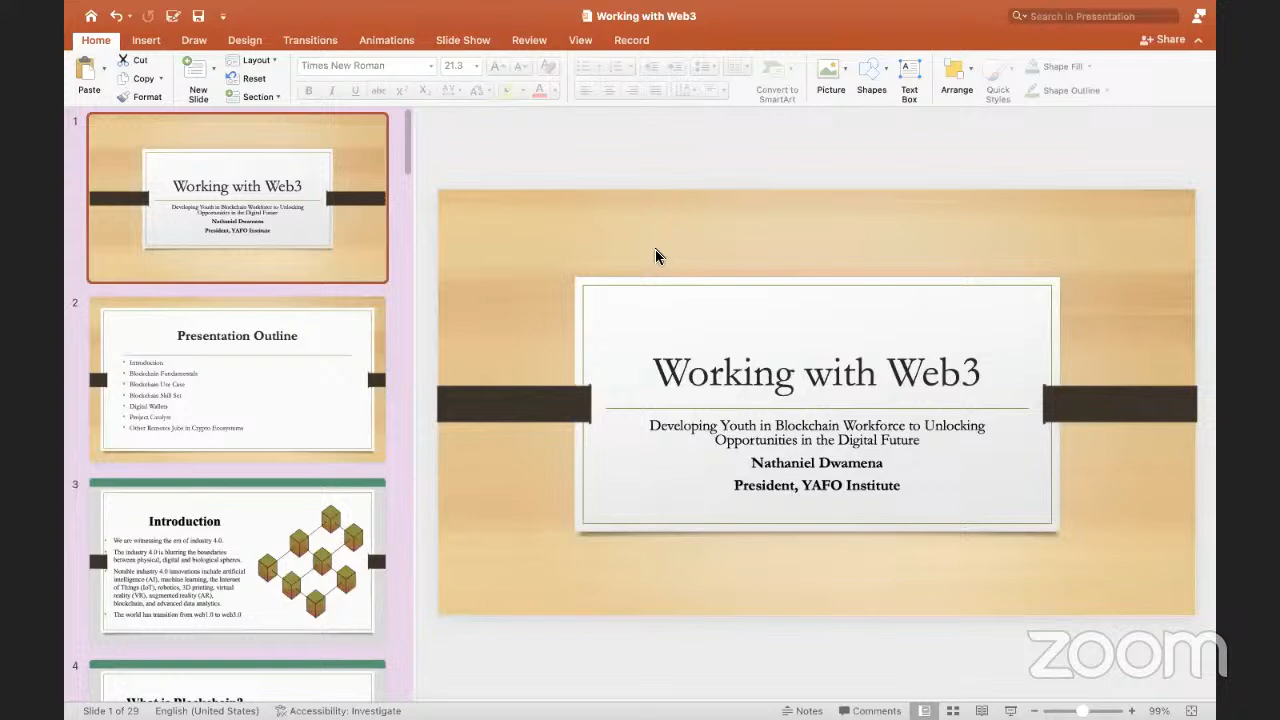 Working with Web3
Search in Presentation
Home Insert Draw Design Transitions Animations Slide Show Review View Record
Share
Paste
Cut
Copy
Format
New
Slide
Layout
Reset
Section
Times New Roman
21.3
Convert to
SmartArt
Picture
Shapes
Text
Box
Arrange
Quick
Styles
Shape Fill
Shape Outline
1
Working with Web3
Developing Youth in Blockchain Workforce to Unlocking
Opportunities in the Digital Future
Nathaniel Dwamena
President, YAFO Institute
2
Presentation Outline
Introduction
Blockchain Fundamentals
Blockchain Use Case
Blockchain Skill Set
Digital Wallets
Project Catalyst
Other Remotes Jobs in Crypto Ecosystems
3
Introduction
We are witnessing the era of industry 4.0.
The industry 4.0 is blurring the boundaries
between physical, digital and biological spheres.
Notable industry 4.0 innovations include artificial
intelligence (AI), machine learning, the Internet
of Things (IoT), robotics, 3D printing, virtual
reality (VR), augmented reality (AR),
blockchain, and advanced data analytics.
The world has transition from web1.0 to web3.0
4
What is Blockchain?
Working with Web3
Developing Youth in Blockchain Workforce to Unlocking
Opportunities in the Digital Future
Nathaniel Dwamena
President, YAFO Institute
zoom
Slide 1 of 29
English (United States)
Accessibility: Investigate
Notes
Comments
99%